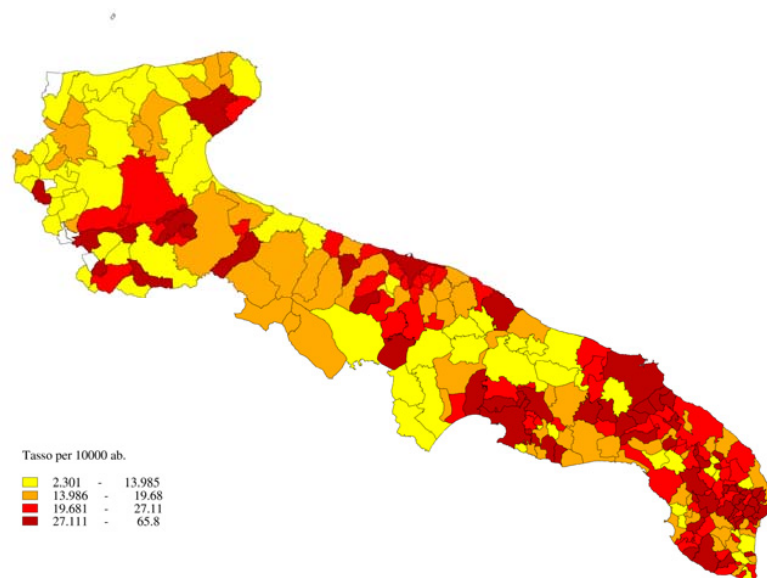 Tasso per 10000 ab.
2.301 - 13.985
13.986 - 19.68
19.681 - 27.11
27.111 - 65.8